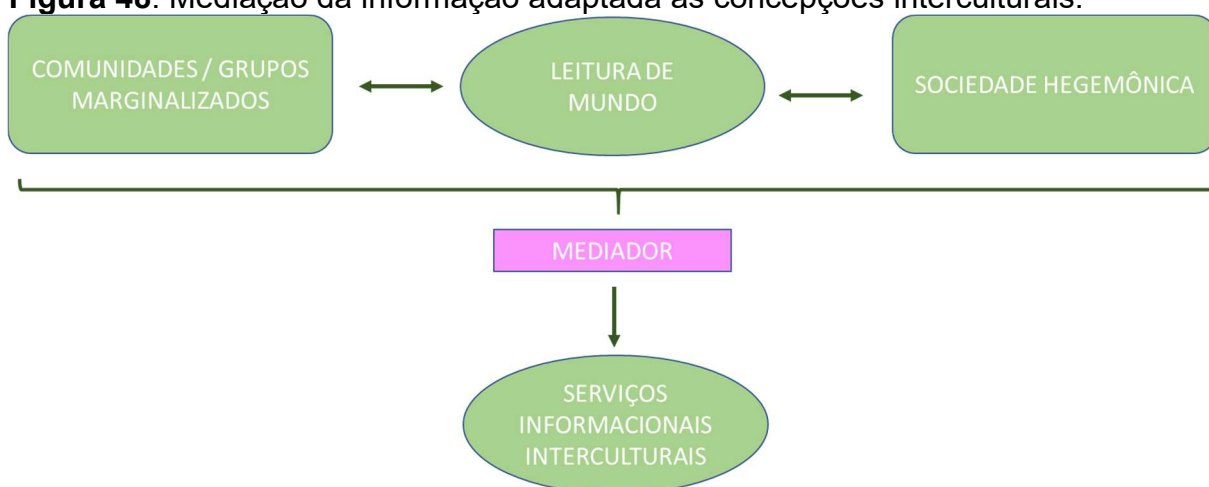 Figura 48. Mediação da informação adaptada às concepções interculturais.
COMUNIDADES / GRUPOS
MARGINALIZADOS
LEITURA DE
MUNDO
SOCIEDADE HEGEMÔNICA
MEDIADOR
SERVIÇOS
INFORMACIONAIS
INTERCULTURAIS